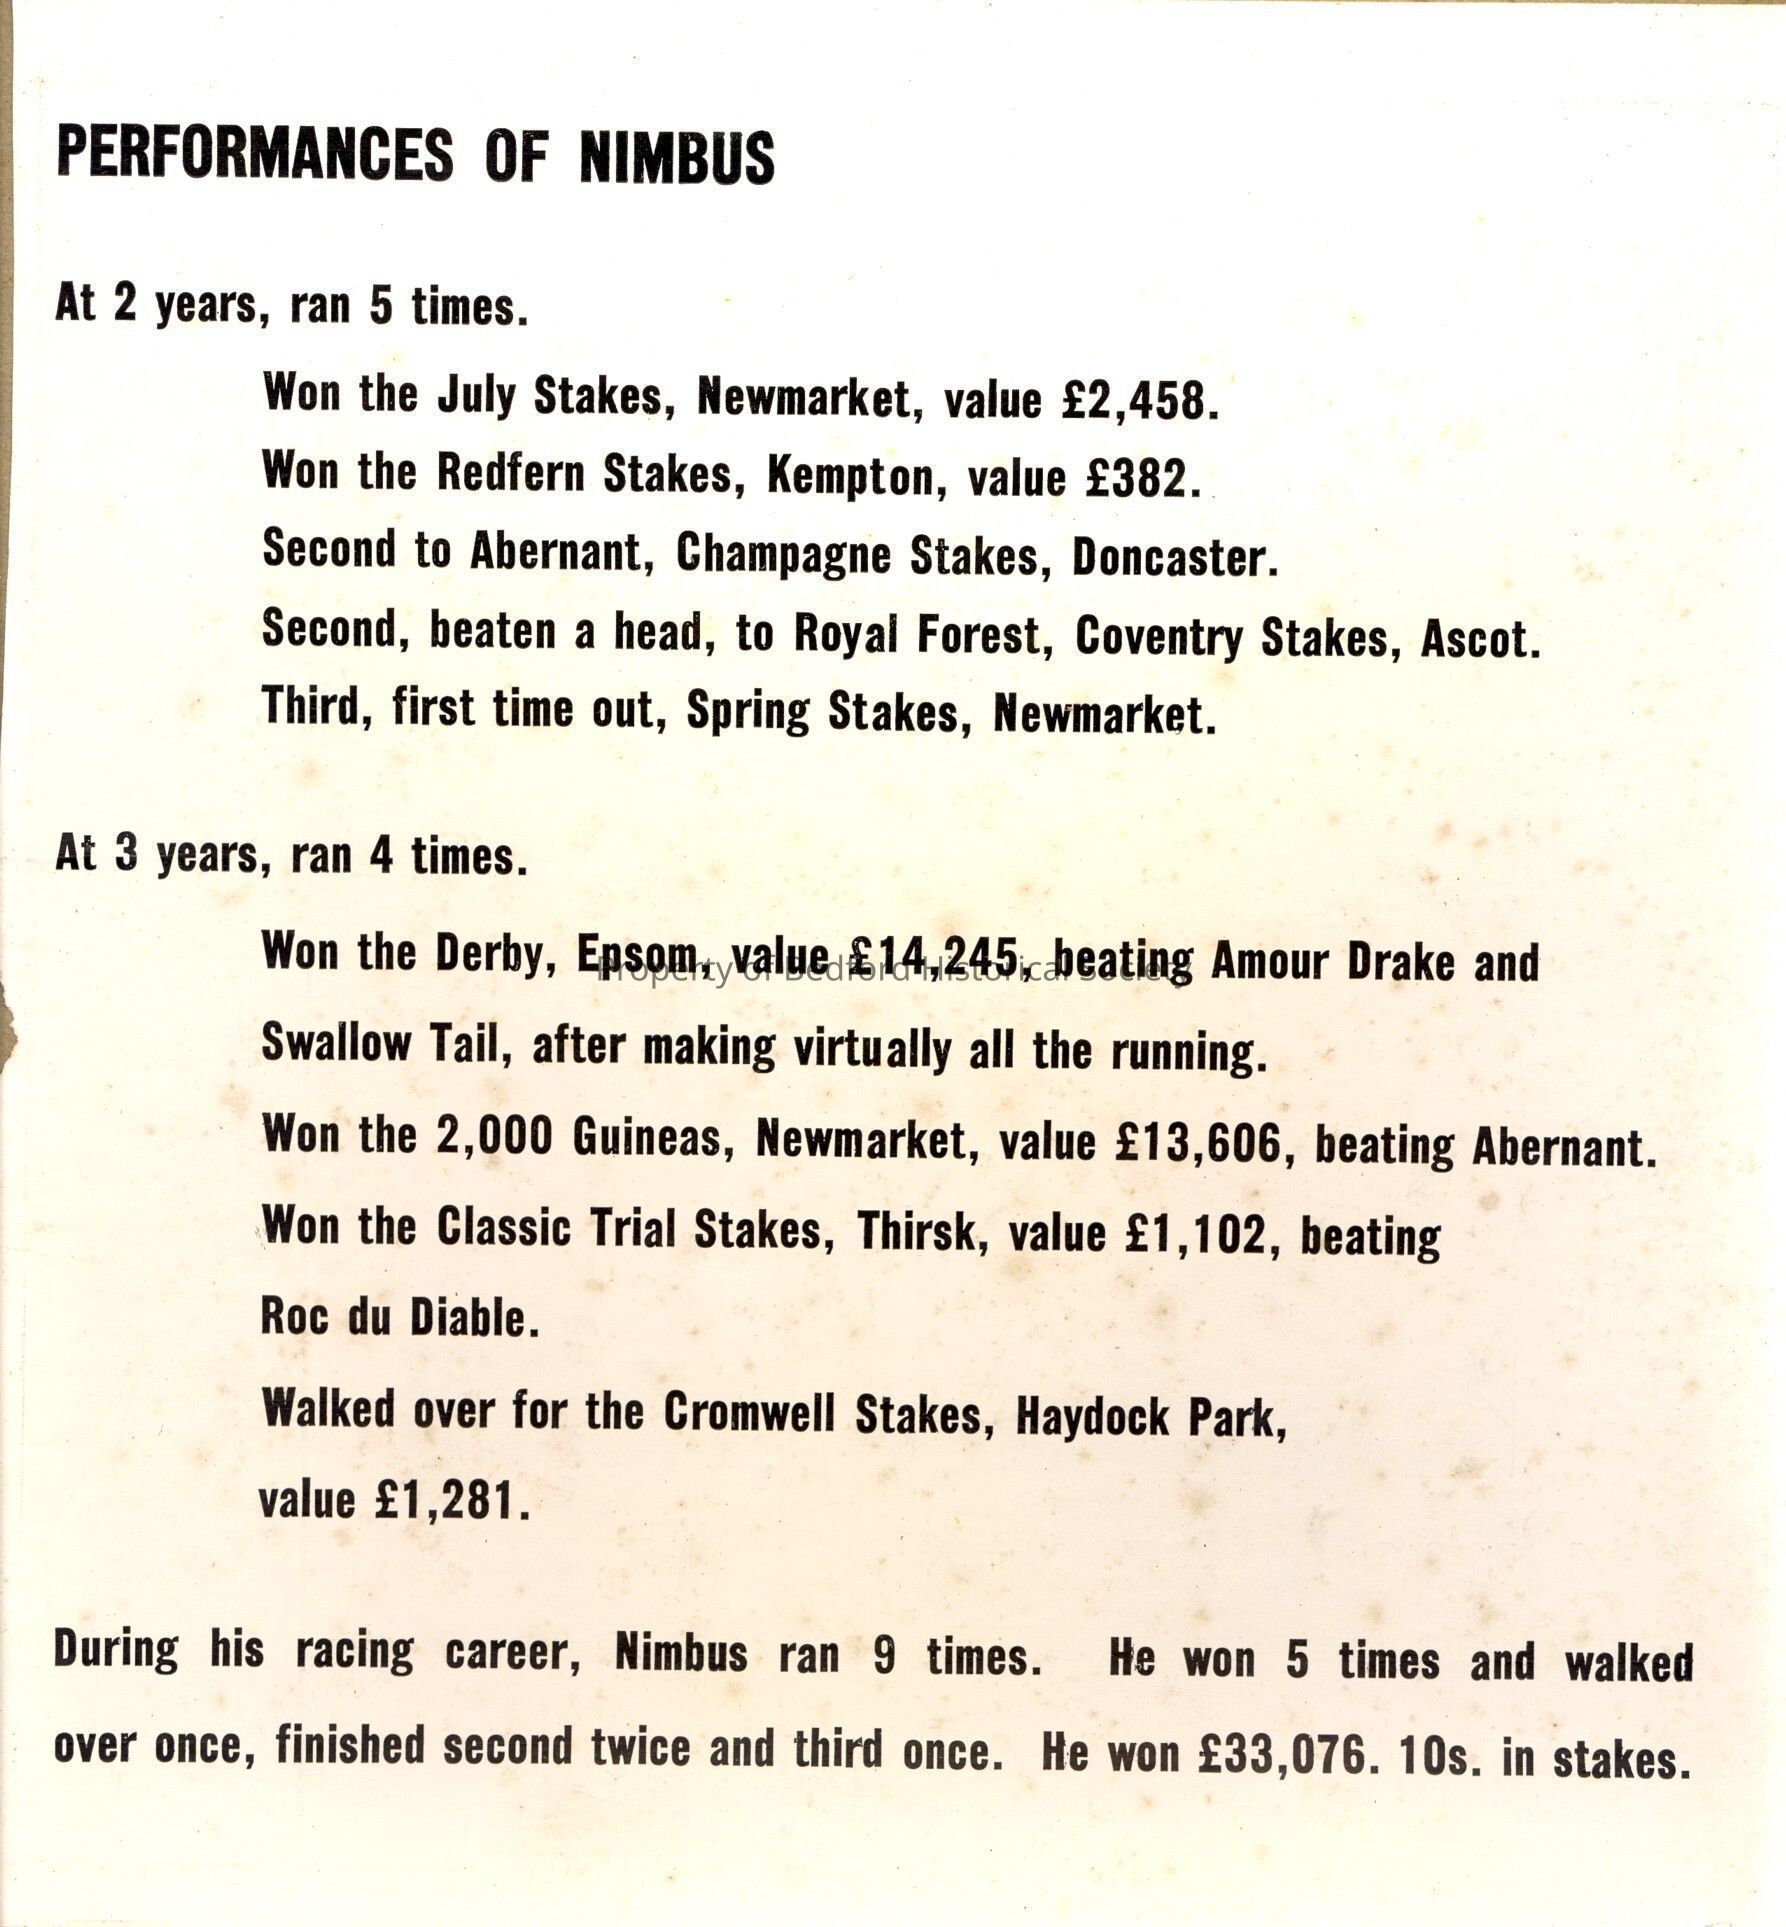 PERFORMANCES OF NIMBUS
At 2 years, ran 5 times.
Won the July Stakes, Newmarket, value £2,458.
Won the Redfern Stakes, Kempton, value £382.
Second to Abernant, Champagne Stakes, Doncaster.
Second, beaten a head, to Royal Forest, Coventry Stakes, Ascot.
Third, first time out, Spring Stakes, Newmarket.
At 3 years, ran 4 times.
Won the Derby, Epsom, value £14,245, beating Amour Drake and
Property of Bedford Historical Society
Swallow Tail, after making virtually all the running.
Won the 2,000 Guineas, Newmarket, value £13,606, beating Abernant.
Won the Classic Trial Stakes, Thirsk, value £1,102, beating
Roc du Diable.
Walked over for the Cromwell Stakes, Haydock Park,
value £1,281.
During his racing career, Nimbus ran 9 times. He won 5 times and walked
over once, finished second twice and third once. He won £33,076. 10s. in stakes.